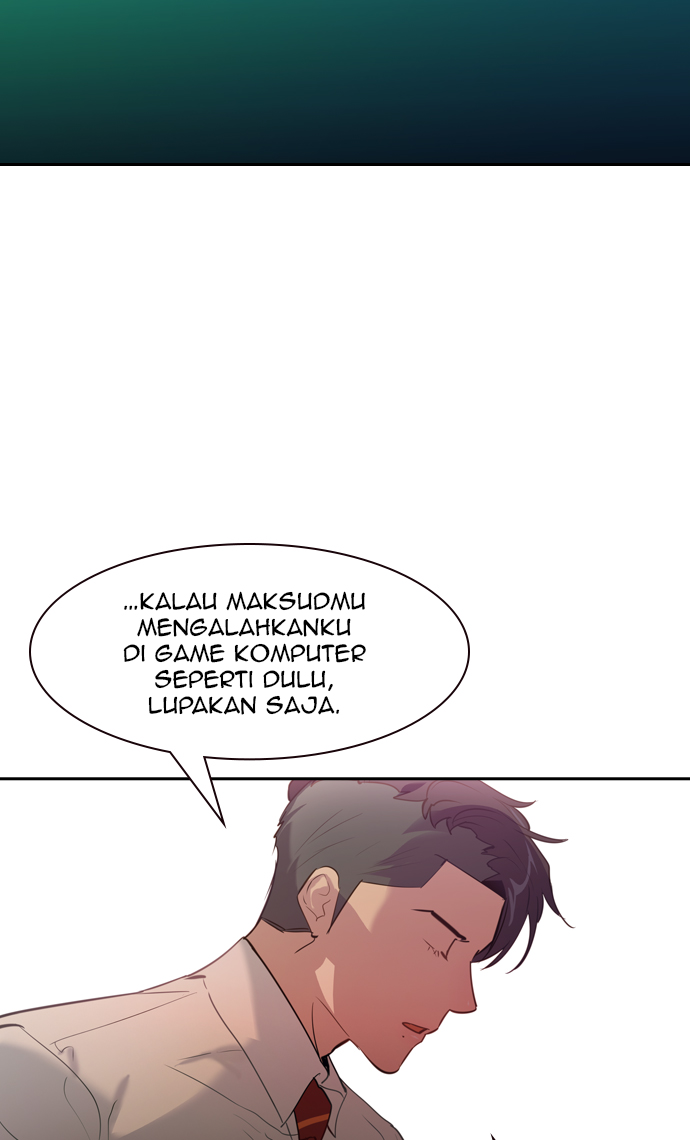 ...KALAU MAKSUDMU
MENGALAHKANKU
DI GAME KOMPUTER
SEPERTI DULU,
LUPAKAN SAJA.